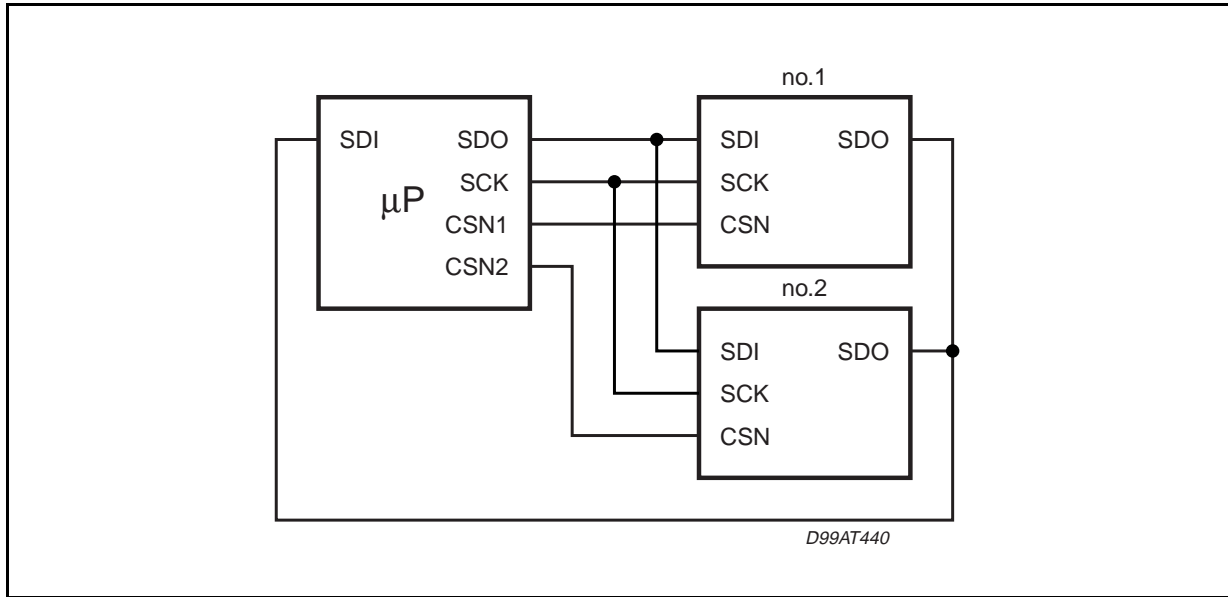 no.1
SDI SDO
SCK
μP
CSN1
CSN2
SDI SDO
SCK
CSN
no.2
SDI SDO
SCK
CSN
D99AT440